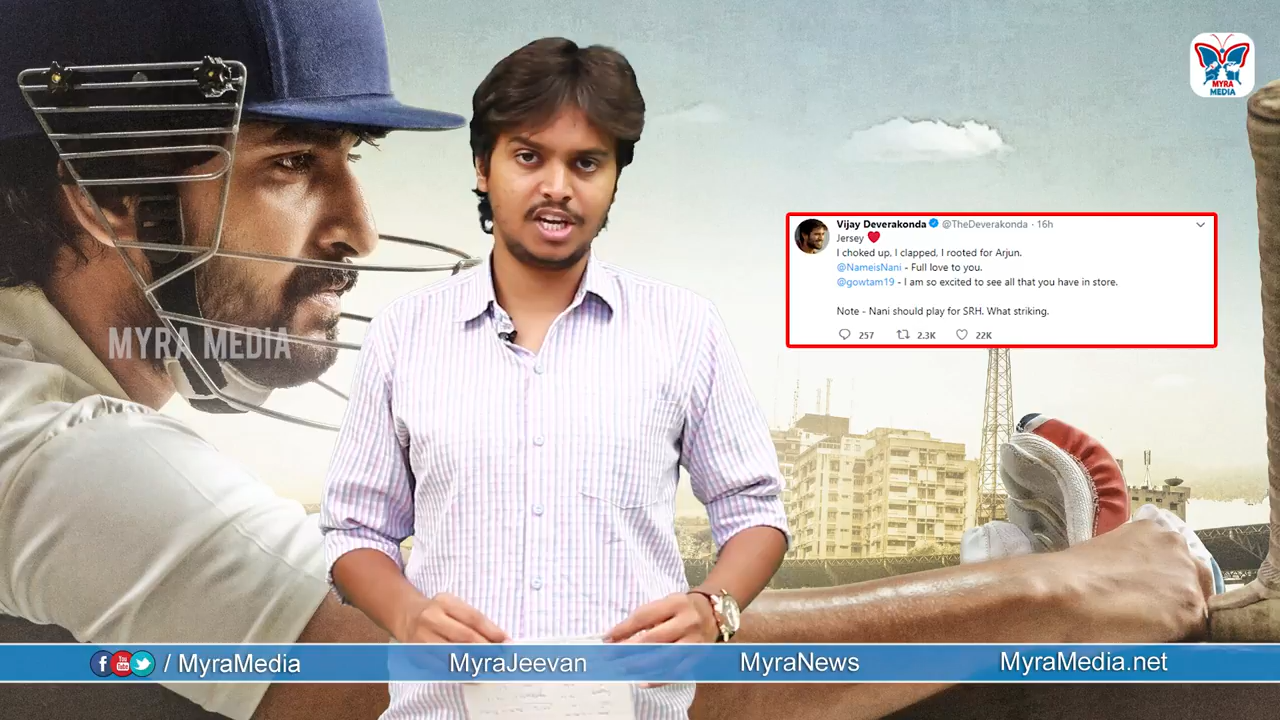 MYRA
MEDIA
Vijay Deverakonda @TheDeverakonda · 16h
Jersey ❤
I choked up, I clapped, I rooted for Arjun.
@NameisNani - Full love to you.
@gowtam19 - I am so excited to see all that you have in store.
Note - Nani should play for SRH. What striking.
257 2.3K 22K
MYRA MEDIA
f You Tube / MyraMedia MyraJeevan MyraNews MyraMedia.net